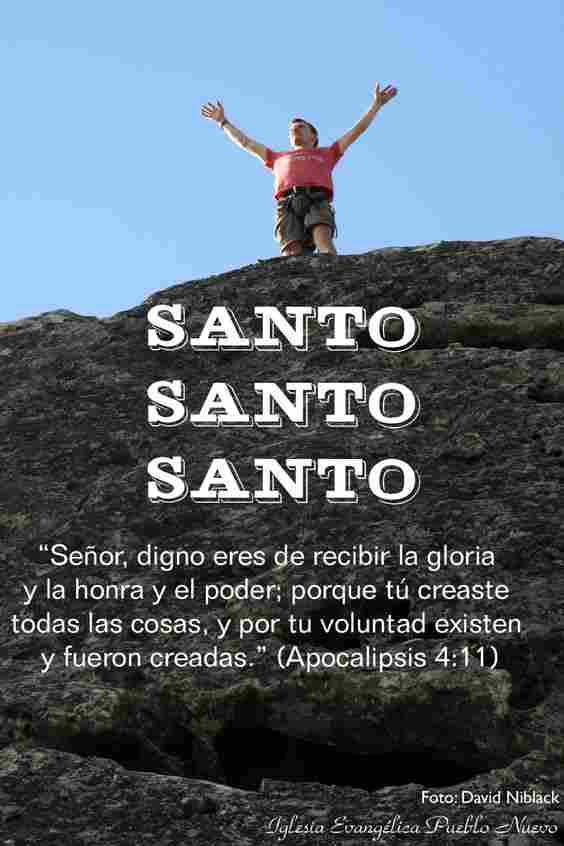 SANTO
SANTO
SANTO
“Señor, digno eres de recibir la gloria
y la honra y el poder; porque tú creaste
todas las cosas, y por tu voluntad existen
y fueron creadas.” (Apocalipsis 4:11)
Foto: David Niblack
Iglesia Evangélica Pueblo Nuevo